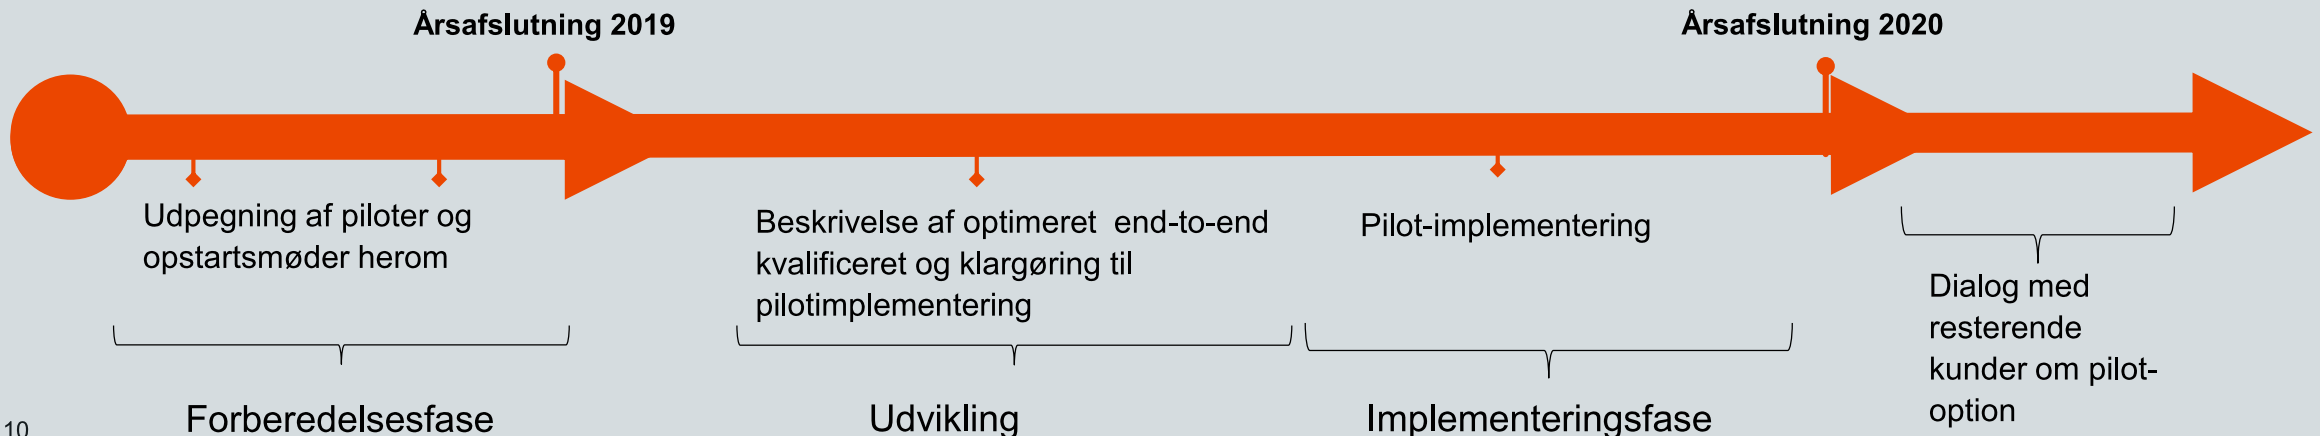 Årsafslutning 2019
Årsafslutning 2020
Udpegning af piloter og
opstartsmøder herom
Beskrivelse af optimeret  end-to-end
kvalificeret og klargøring til
pilotimplementering
Pilot-implementering
Dialog med
resterende
kunder om pilot-
option
Forberedelsesfase
Udvikling
Implementeringsfase
10